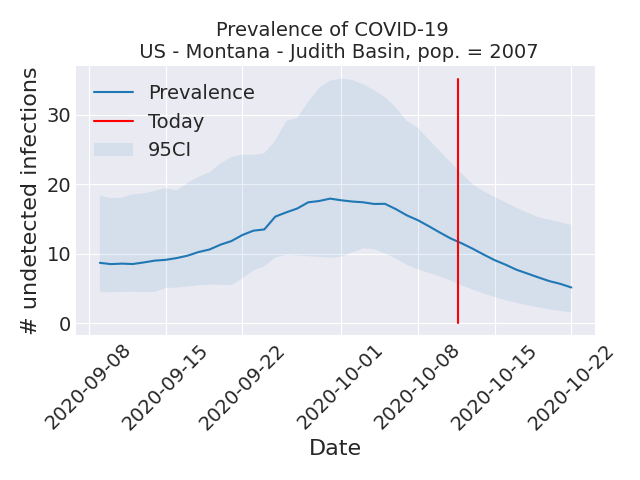 Prevalence of COVID-19
US - Montana - Judith Basin, pop. = 2007
# undetected infections
30
20
10
0
Prevalence
Today
95CI
2020-09-08
2020-09-15
2020-09-22
2020-10-01
2020-10-08
2020-10-15
2020-10-22
Date